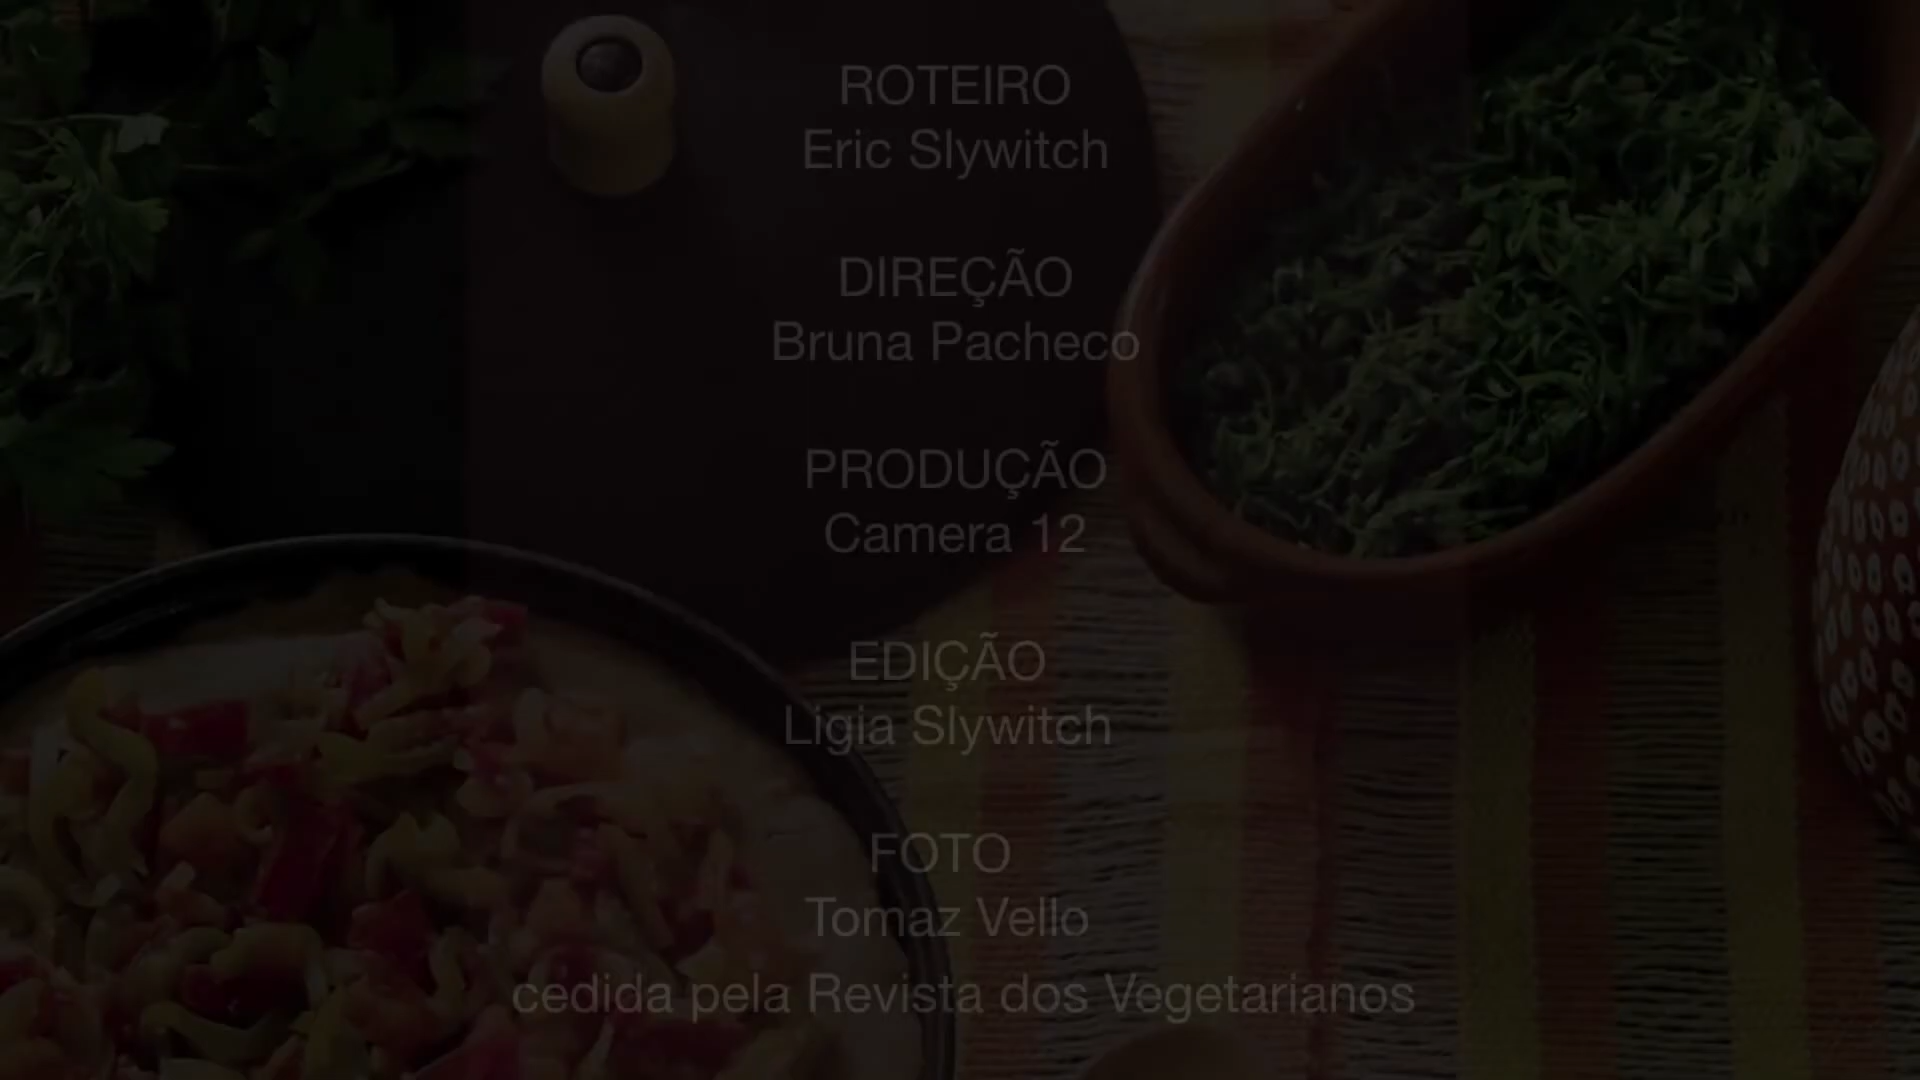 ROTEIRO
Eric Slywitch
DIREÇÃO
Bruna Pacheco
PRODUÇÃO
Camera 12
EDIÇÃO
Ligia Slywitch
FOTO
Tomaz Vello
cedida pela Revista dos Vegetarianos